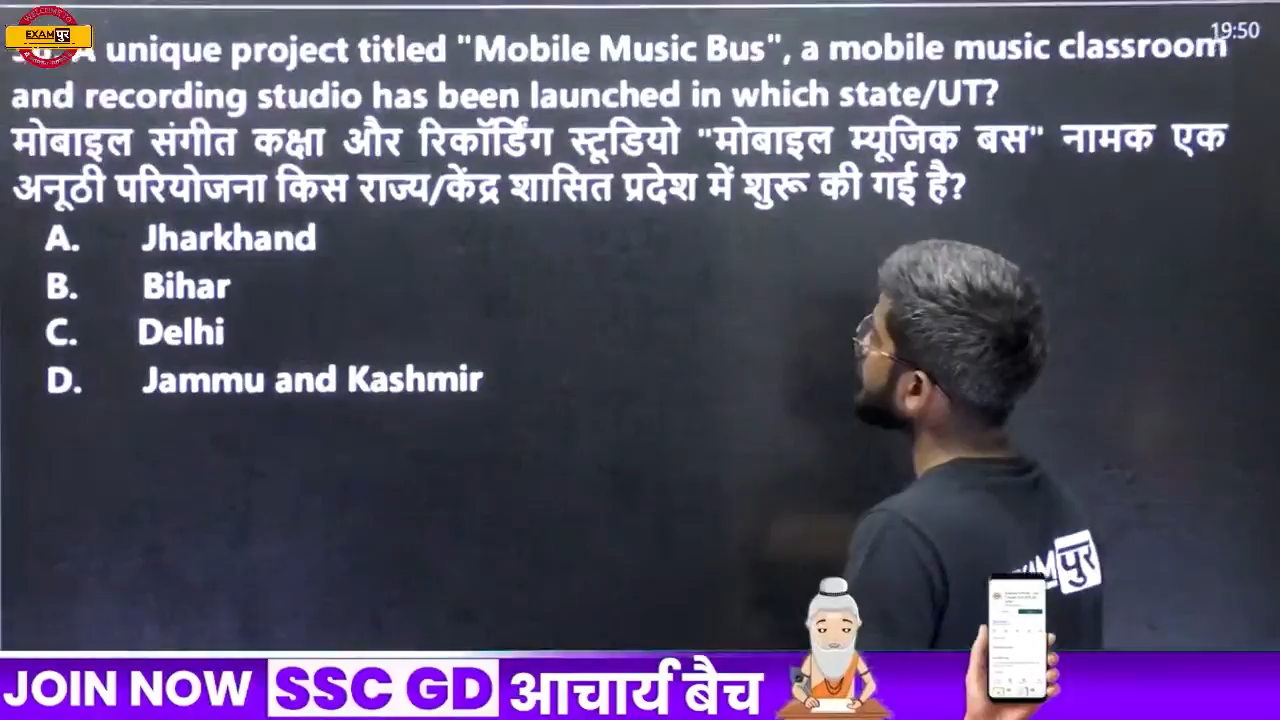 WELCOME TO
EXAMपुर
19:50
A unique project titled "Mobile Music Bus", a mobile music classroom
and recording studio has been launched in which state/UT?
मोबाइल संगीत कक्षा और रिकॉर्डिंग स्टूडियो "मोबाइल म्यूजिक बस" नामक एक
अनूठी परियोजना किस राज्य/केंद्र शासित प्रदेश में शुरू की गई है?
A. Jharkhand
B. Bihar
C. Delhi
D. Jammu and Kashmir
पुर
JOIN NOW SSC GD आचार्य बैच